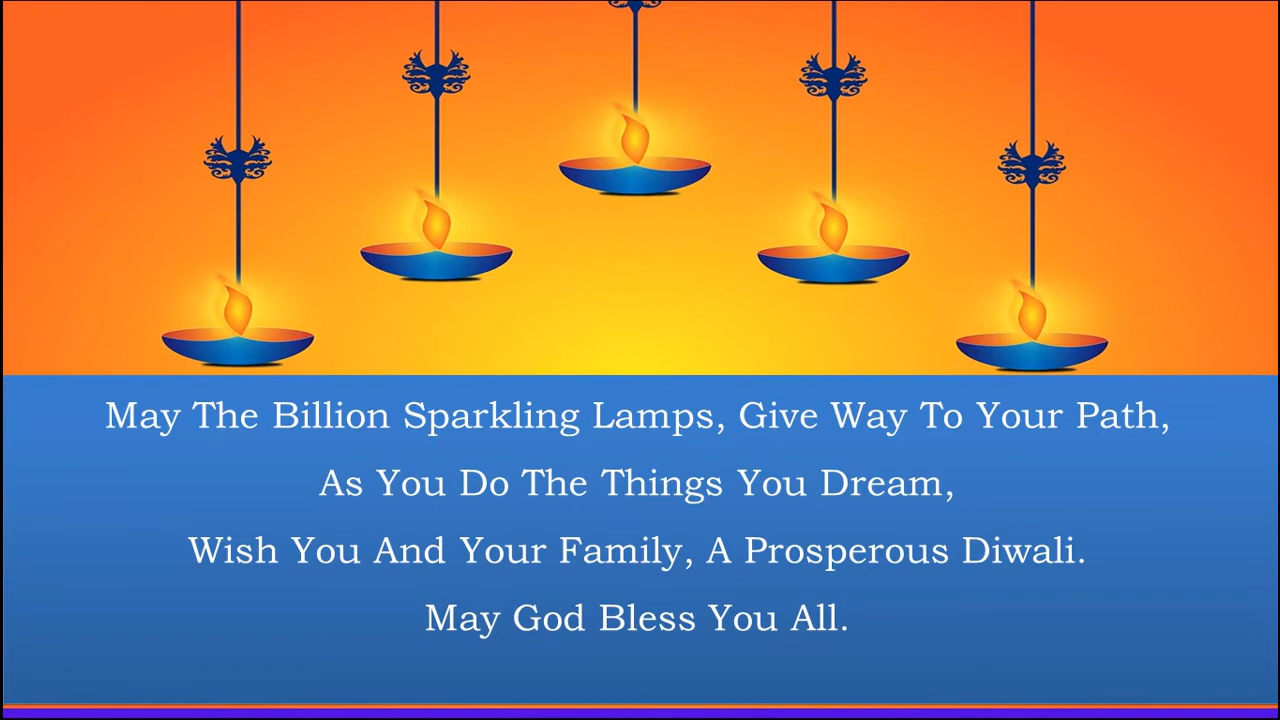 May The Billion Sparkling Lamps, Give Way To Your Path,
As You Do The Things You Dream,
Wish You And Your Family, A Prosperous Diwali.
May God Bless You All.